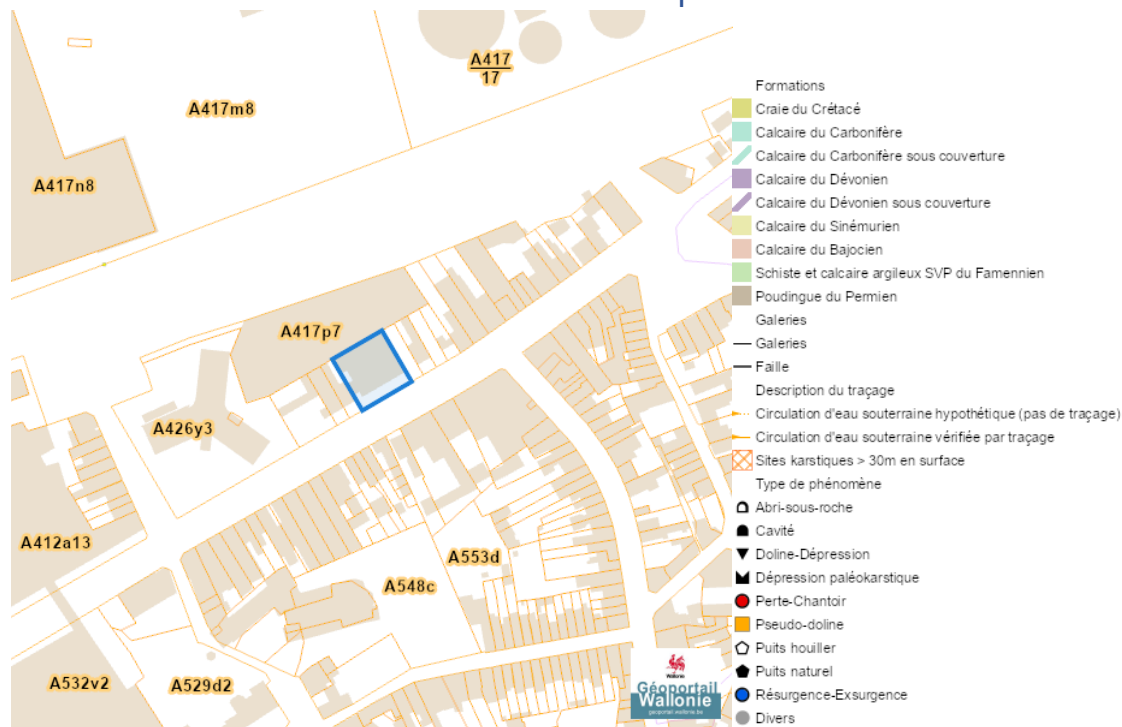 A417
17
A417m8
A417n8
A417p7
A426y3
A412a13
A553d
A548c
A532v2
A529d2
Wallonie
Géoportail
Wallonie
geoportail.wallonie.be
Formations
Craie du Crétacé
Calcaire du Carbonifère
Calcaire du Carbonifère sous couverture
Calcaire du Dévonien
Calcaire du Dévonien sous couverture
Calcaire du Sinémurien
Calcaire du Bajocien
Schiste et calcaire argileux SVP du Famennien
Poudingue du Permien
Galeries
Galeries
Faille
Description du traçage
Circulation d'eau souterraine hypothétique (pas de traçage)
Circulation d'eau souterraine vérifiée par traçage
Sites karstiques > 30m en surface
Type de phénomène
Abri-sous-roche
Cavité
Doline-Dépression
Dépression paléokarstique
Perte-Chantoir
Pseudo-doline
Puits houiller
Puits naturel
Résurgence-Exsurgence
Divers